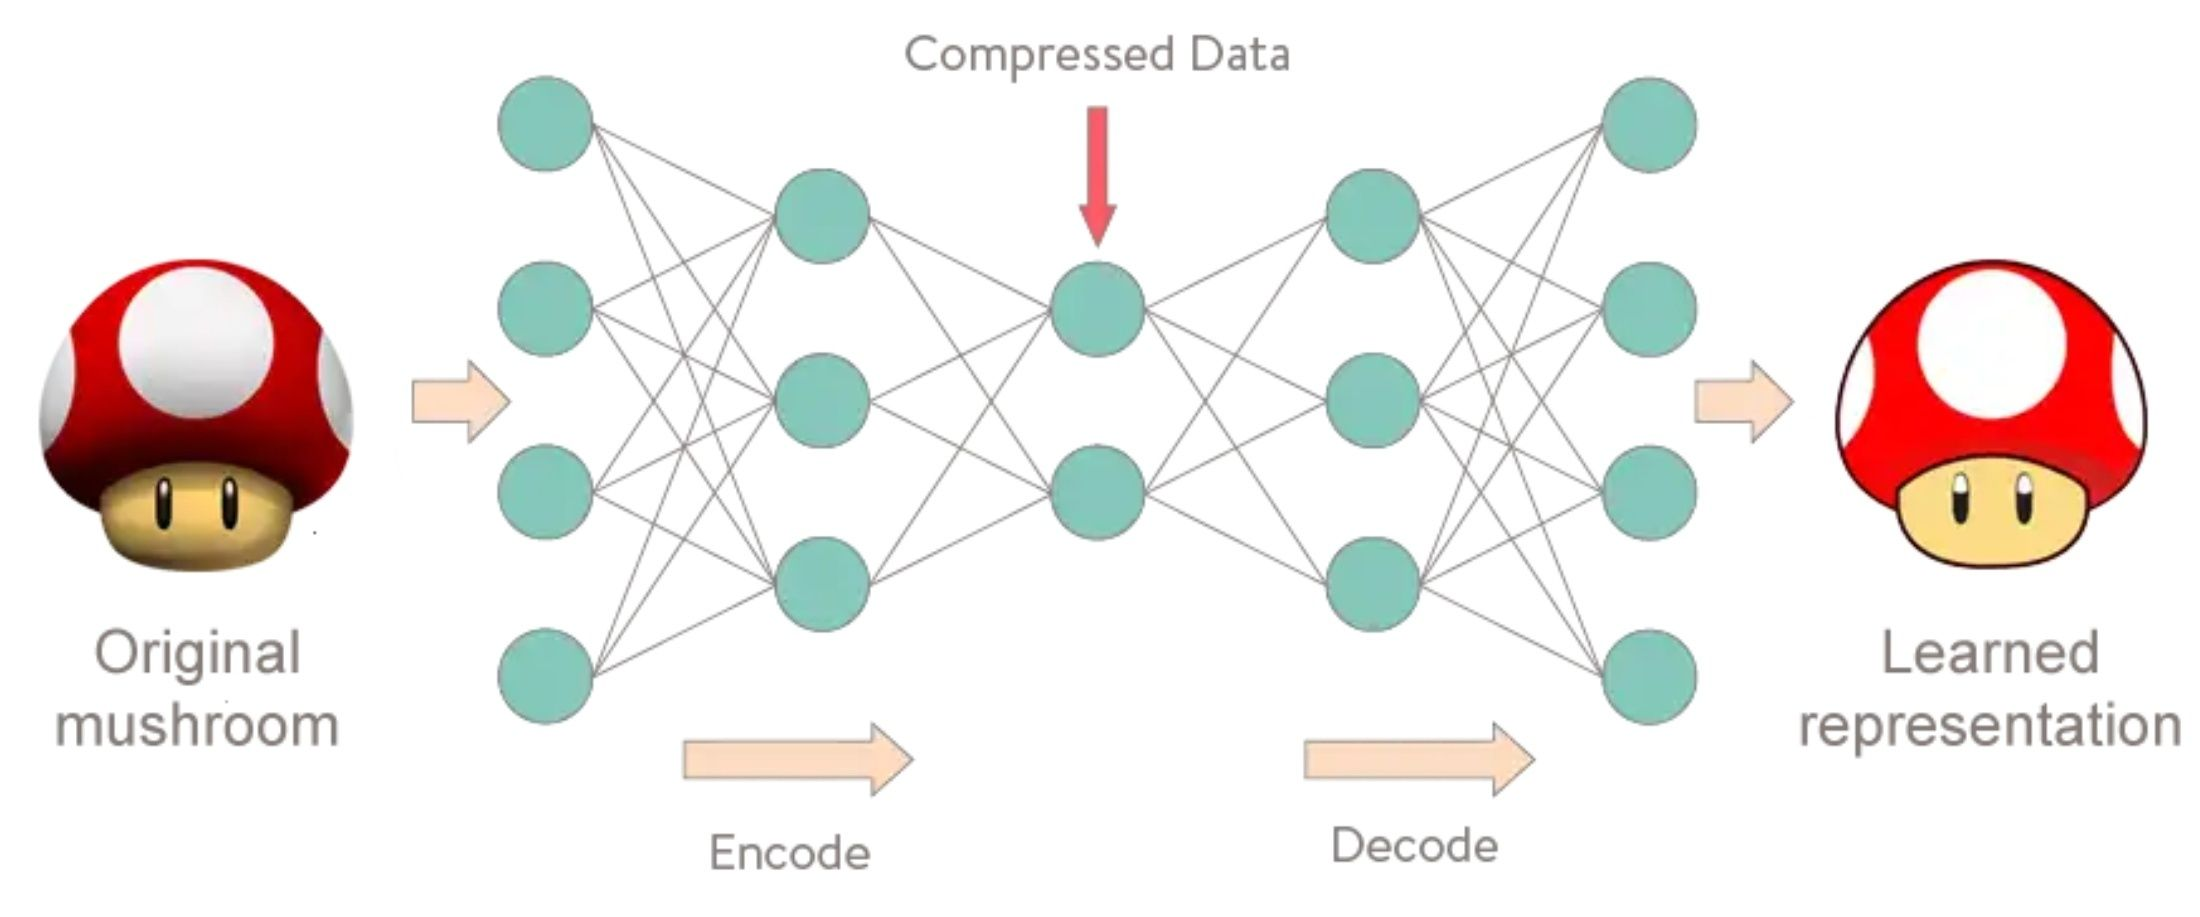 Compressed Data
Original
mushroom
Learned
representation
Encode
Decode